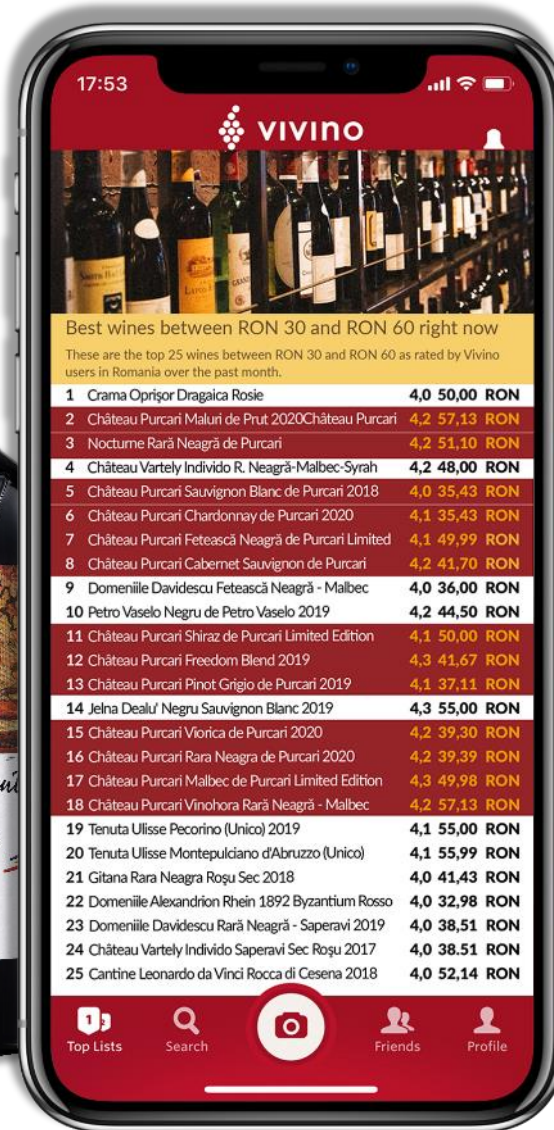 17:53
VIVINO
Best wines between RON 30 and RON 60 right now
These are the top 25 wines between RON 30 and RON 60 as rated by Vivino
users in Romania over the past month.
1 Crama Oprișor Dragaica Rosie 4,0 50,00 RON
2 Château Purcari Maluri de Prut 2020Château Purcari 4,2 57,13 RON
3 Nocturne Rară Neagră de Purcari 4,2 51,10 RON
4 Château Vartely Individo R. Neagră-Malbec-Syrah 4,2 48,00 RON
5 Château Purcari Sauvignon Blanc de Purcari 2018 4,0 35,43 RON
6 Château Purcari Chardonnay de Purcari 2020 4,1 35,43 RON
7 Château Purcari Fetească Neagră de Purcari Limited 4,1 49,99 RON
8 Château Purcari Cabernet Sauvignon de Purcari 4,2 41,70 RON
9 Domeniile Davidescu Fetească Neagră - Malbec 4,0 36,00 RON
10 Petro Vaselo Negru de Petro Vaselo 2019 4,2 44,50 RON
11 Château Purcari Shiraz de Purcari Limited Edition 4,1 50,00 RON
12 Château Purcari Freedom Blend 2019 4,3 41,67 RON
13 Château Purcari Pinot Grigio de Purcari 2019 4,1 37,11 RON
14 Jelna Dealu' Negru Sauvignon Blanc 2019 4,3 55,00 RON
15 Château Purcari Viorica de Purcari 2020 4,2 39,30 RON
16 Château Purcari Rara Neagra de Purcari 2020 4,2 39,39 RON
17 Château Purcari Malbec de Purcari Limited Edition 4,3 49,98 RON
18 Château Purcari Vinohora Rară Neagră - Malbec 4,2 57,13 RON
19 Tenuta Ulisse Pecorino (Unico) 2019 4,1 55,00 RON
20 Tenuta Ulisse Montepulciano d'Abruzzo (Unico) 4,1 55,99 RON
21 Gitana Rara Neagra Roşu Sec 2018 4,0 41,43 RON
22 Domeniile Alexandrion Rhein 1892 Byzantium Rosso 4,0 32,98 RON
23 Domeniile Davidescu Rară Neagră - Saperavi 2019 4,0 38,51 RON
24 Château Vartely Individo Saperavi Sec Roşu 2017 4,0 38.51 RON
25 Cantine Leonardo da Vinci Rocca di Cesena 2018 4,0 52,14 RON
1 2
Top Lists Search Friends Profile